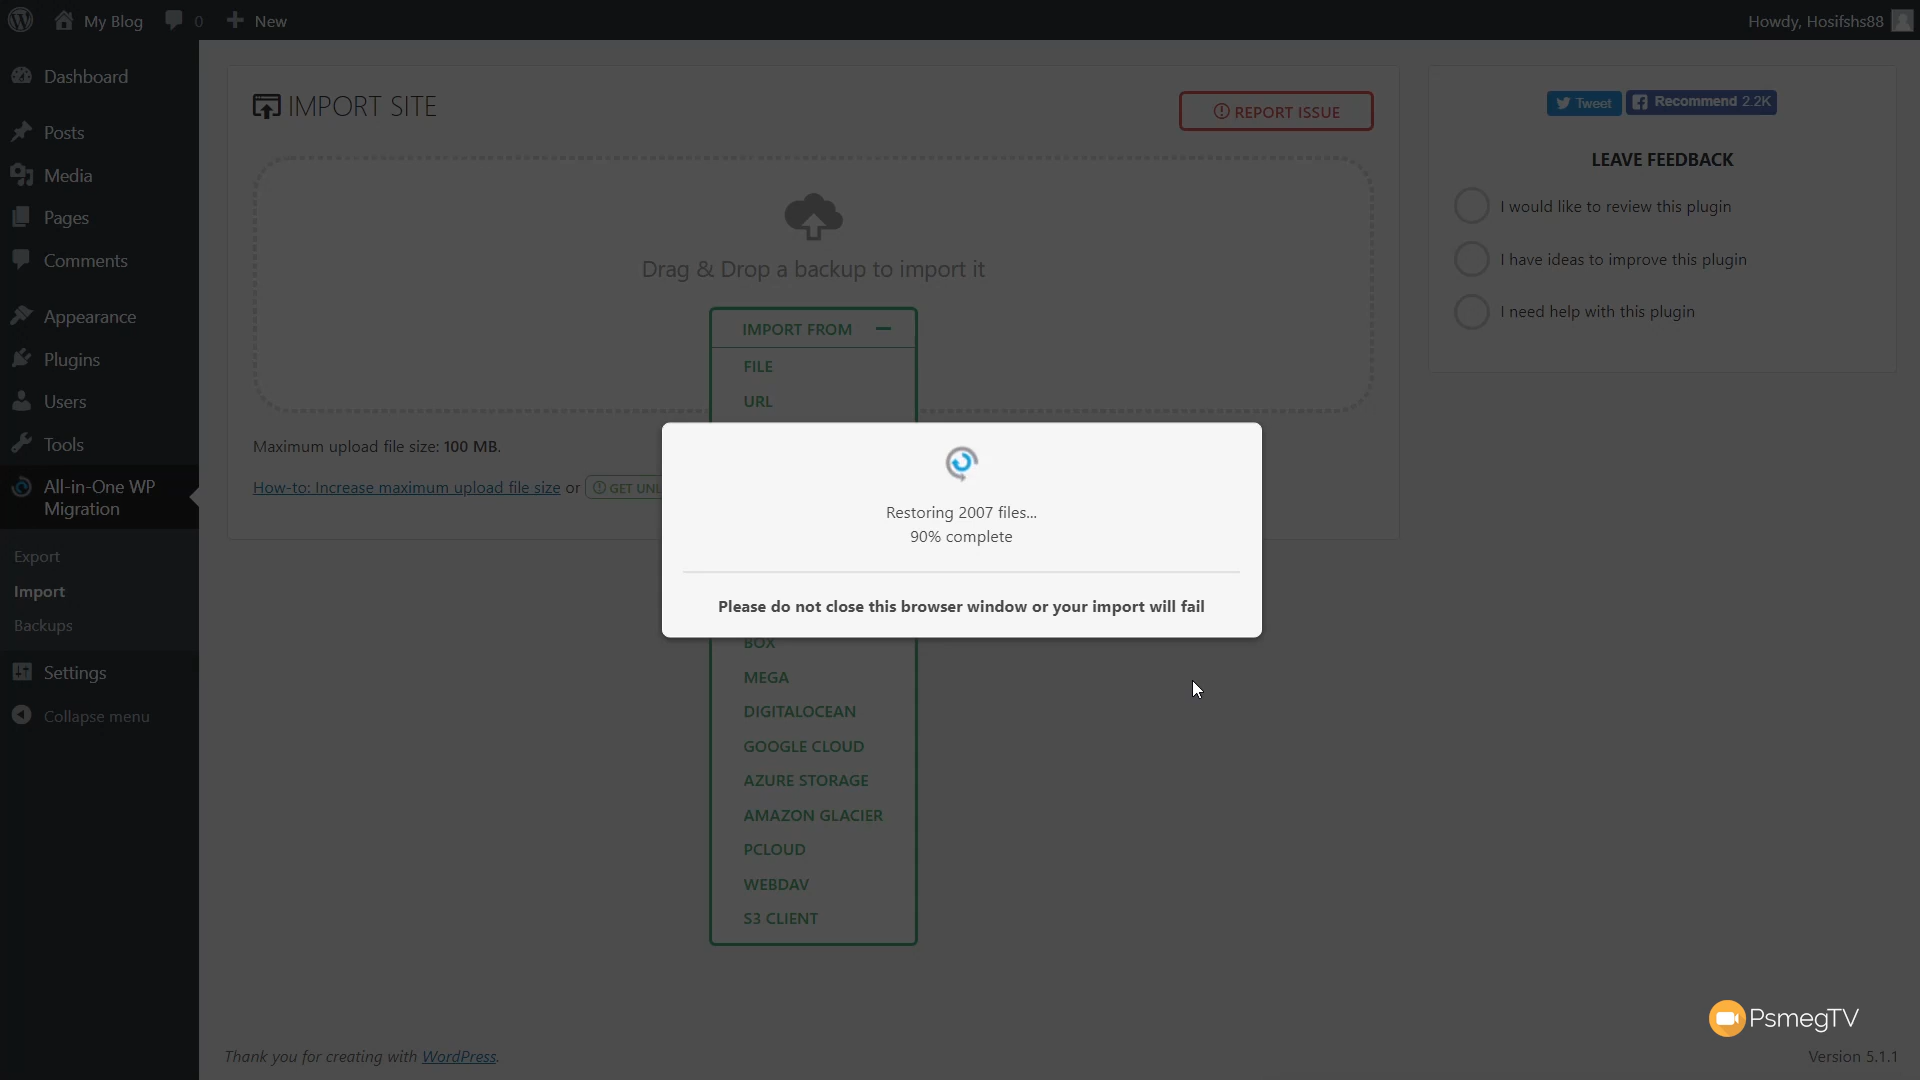 My Blog
0
New
Howdy, Hosifshs88
Dashboard
Posts
Media
Pages
Comments
Appearance
Plugins
Users
Tools
All-in-One WP
Migration
Export
Import
Backups
Settings
Collapse menu
IMPORT SITE
REPORT ISSUE
Drag & Drop a backup to import it
IMPORT FROM
FILE
URL
Maximum upload file size: 100 MB.
How-to: Increase maximum upload file size or GET
Restoring 2007 files...
90% complete
Please do not close this browser window or your import will fail
BOX
MEGA
DIGITALOCEAN
GOOGLE CLOUD
AZURE STORAGE
AMAZON GLACIER
PCLOUD
WEBDAV
S3 CLIENT
Tweet
Recommend 2.2K
LEAVE FEEDBACK
I would like to review this plugin
I have ideas to improve this plugin
I need help with this plugin
PsmegTV
Thank you for creating with WordPress.
Version 5.1.1